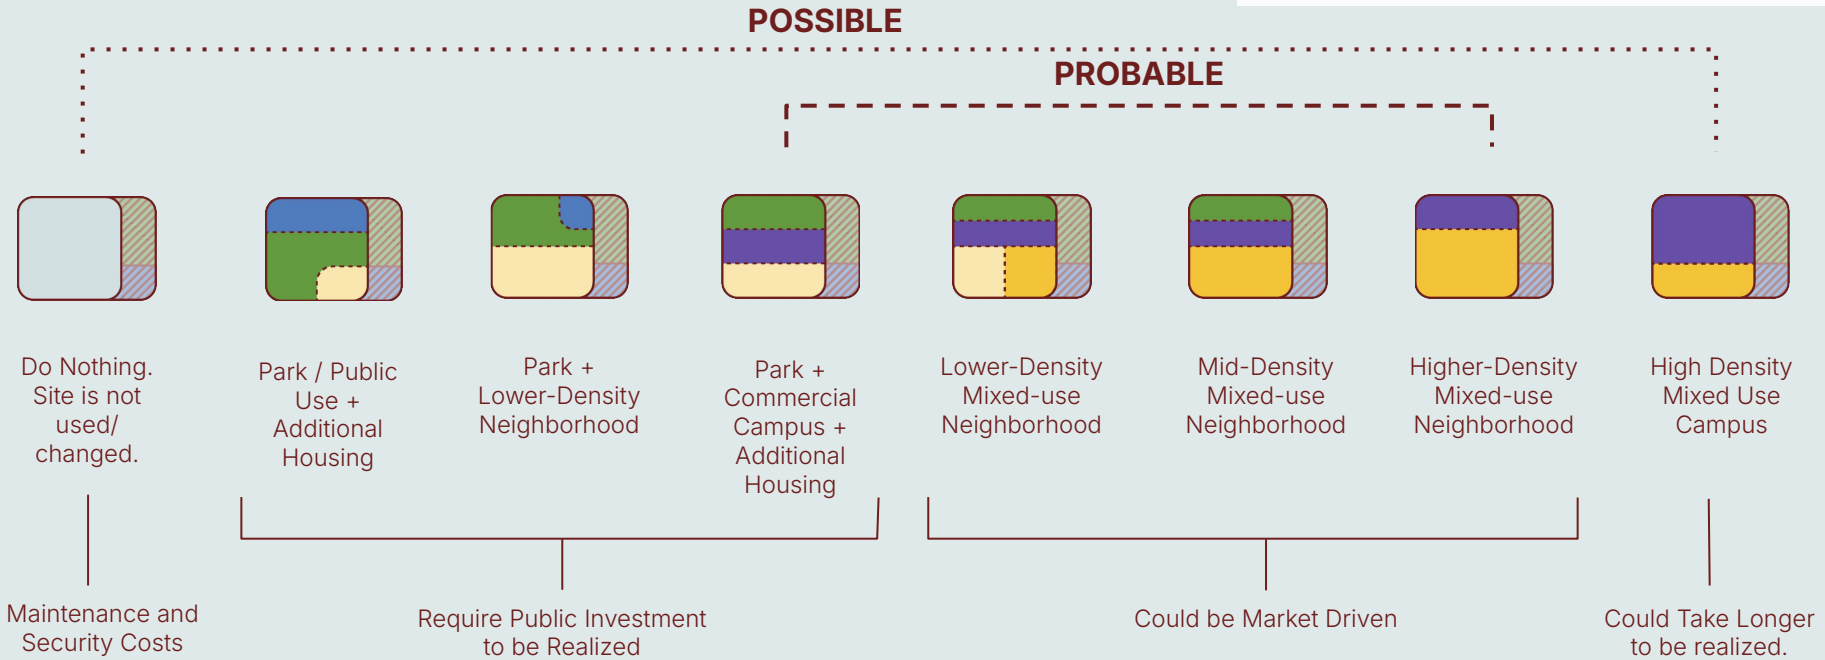 POSSIBLE
PROBABLE
Do Nothing.
Site is not
used/
changed.
Park / Public
Use +
Additional
Housing
Park +
Lower-Density
Neighborhood
Park +
Commercial
Campus +
Additional
Housing
Lower-Density
Mixed-use
Neighborhood
Mid-Density
Mixed-use
Neighborhood
Higher-Density
Mixed-use
Neighborhood
High Density
Mixed Use
Campus
Maintenance and
Security Costs
Require Public Investment
to be Realized
Could be Market Driven
Could Take Longer
to be realized.